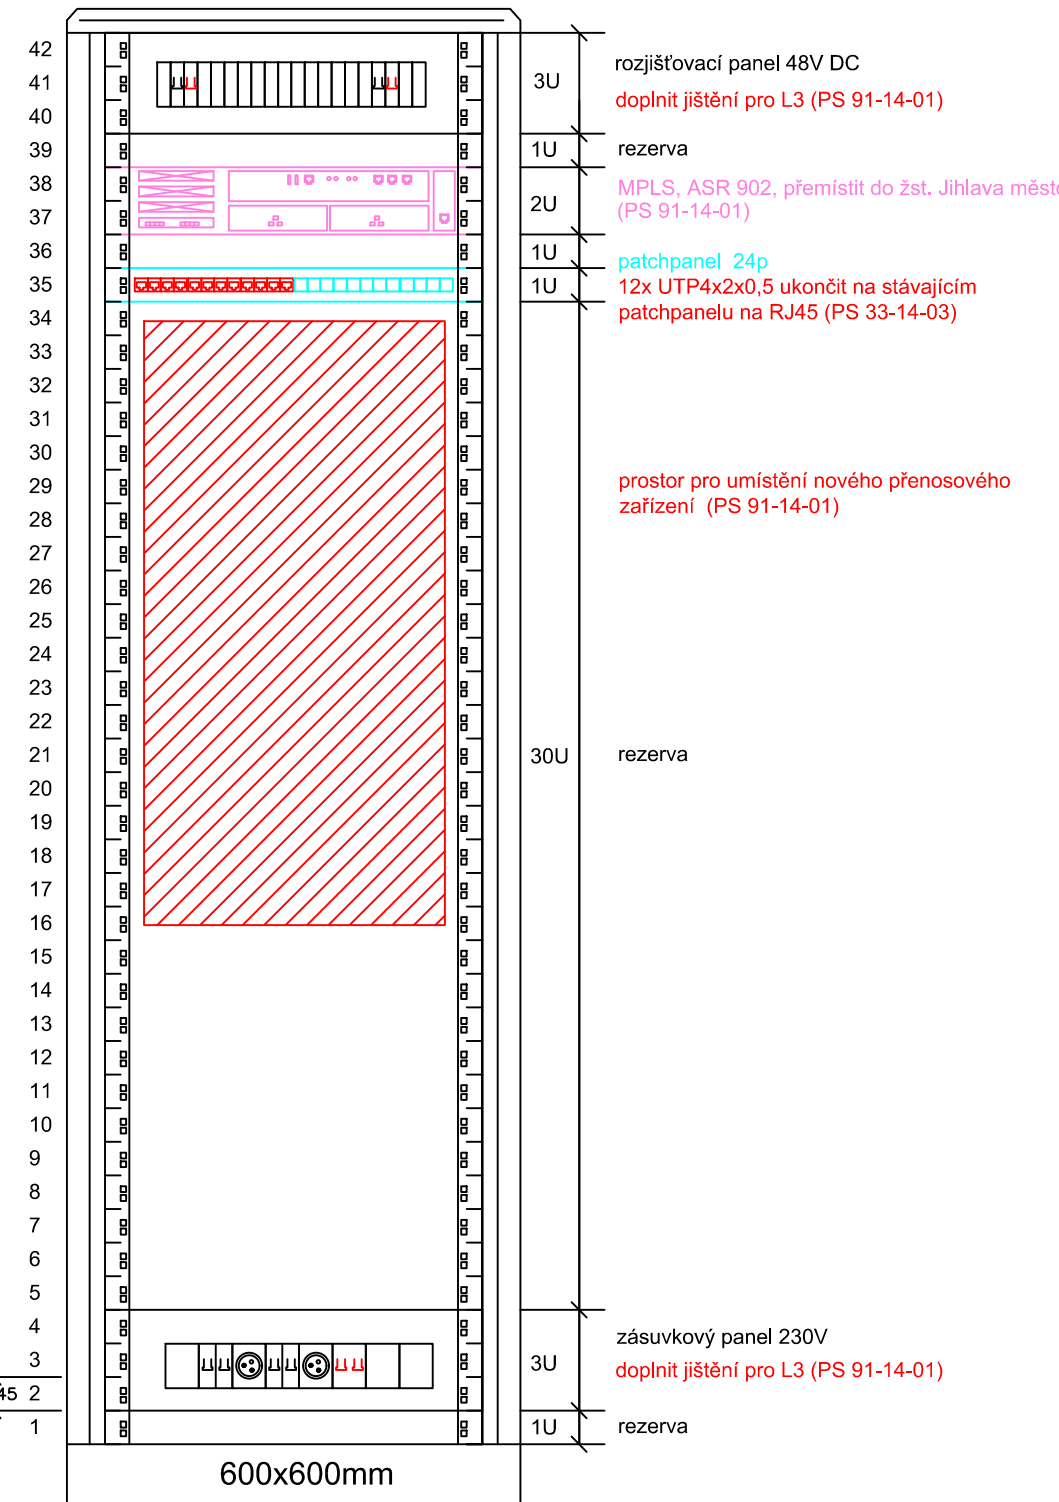 42
41
40
39
38
37
36
35
34
33
32
31
30
29
28
27
26
25
24
23
22
21
20
19
18
17
16
15
14
13
12
11
10
9
8
7
6
5
4
3
45 2
1
3U
1U
2U
1U
1U
30U
3U
1U
rozjišťovací panel 48V DC
doplnit jištění pro L3 (PS 91-14-01)
rezerva
MPLS, ASR 902, přemístit do žst. Jihlava město
(PS 91-14-01)
patchpanel 24p
12x UTP4x2x0,5 ukončit na stávajícím
patchpanelu na RJ45 (PS 33-14-03)
prostor pro umístění nového přenosového
zařízení (PS 91-14-01)
rezerva
zásuvkový panel 230V
doplnit jištění pro L3 (PS 91-14-01)
rezerva
600x600mm